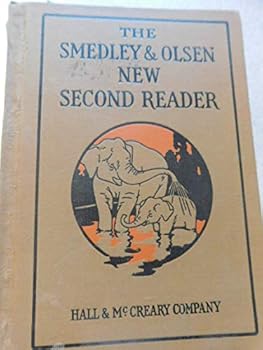 THE
SMEDLEY & OLSEN
NEW
SECOND READER
HALL & McCREARY COMPANY